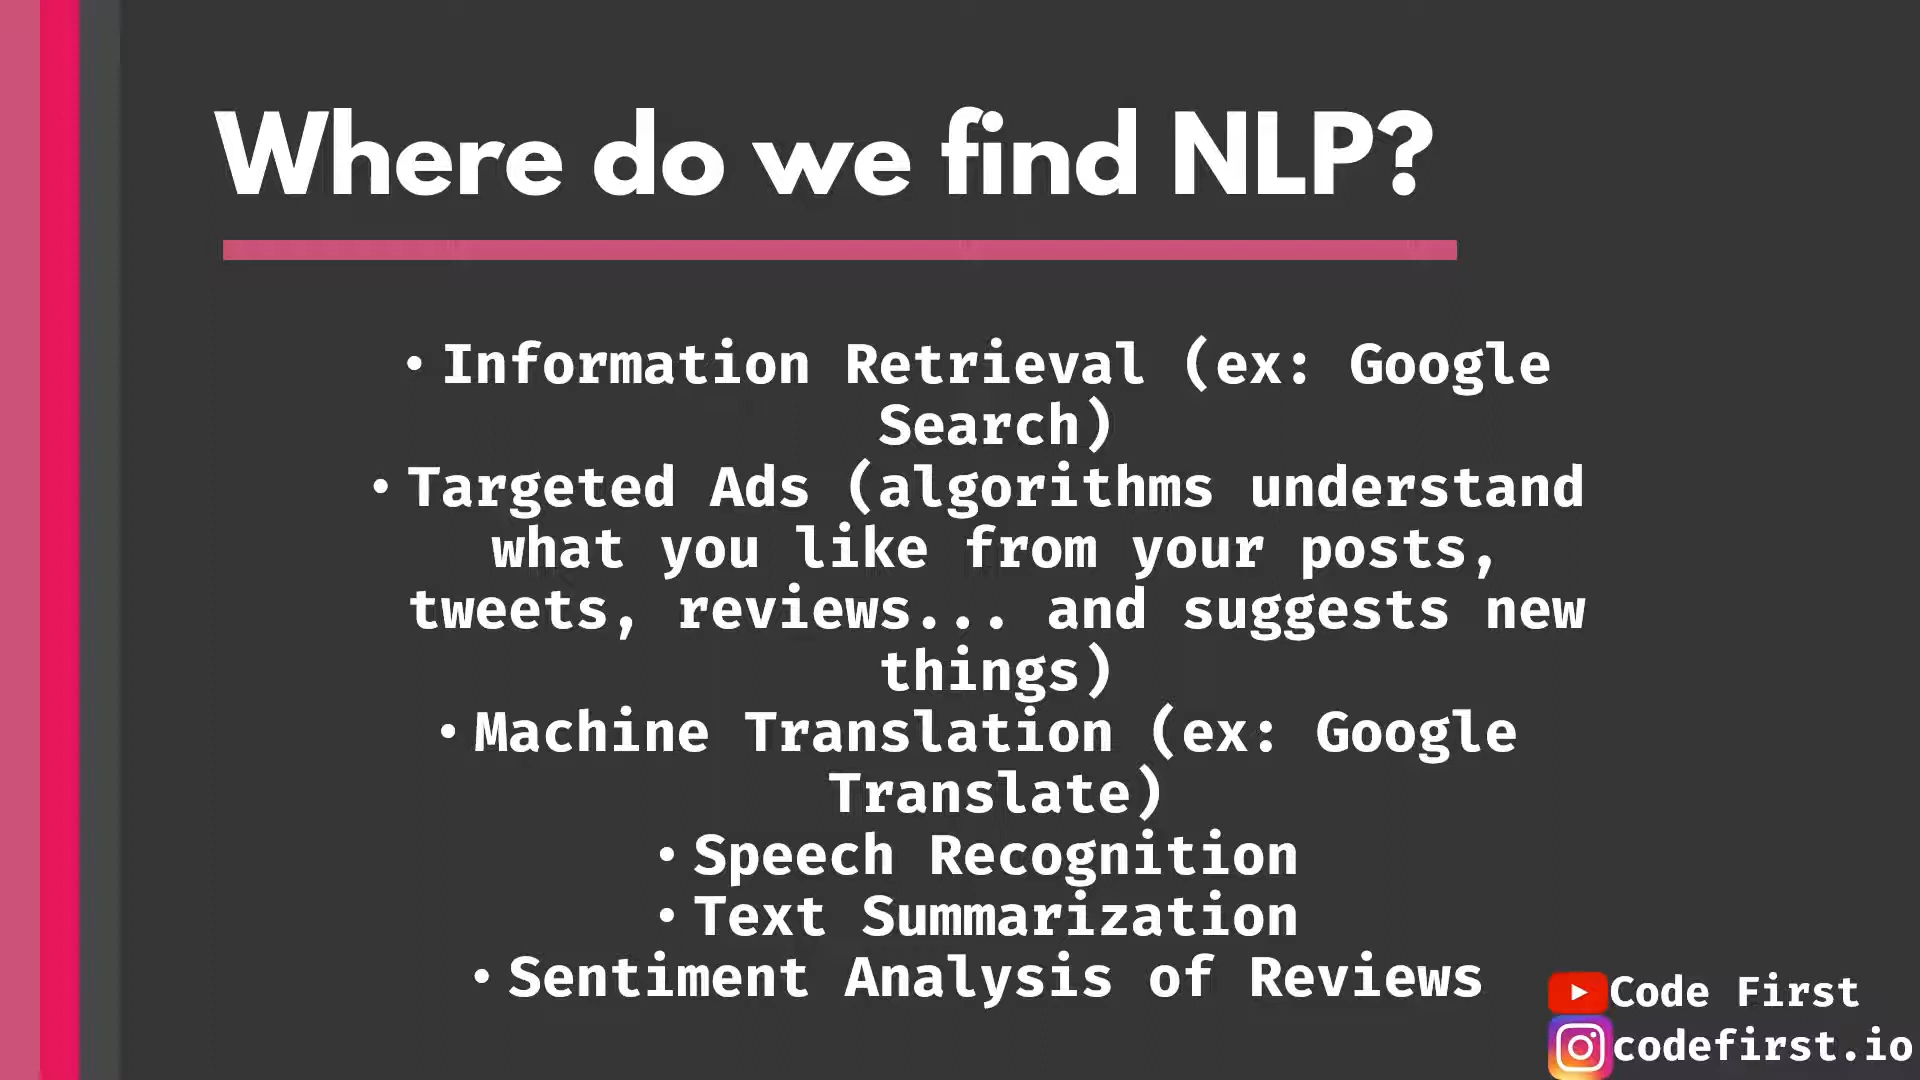 Where do we find NLP?
• Information Retrieval (ex: Google
Search)
• Targeted Ads (algorithms understand
what you like from your posts,
tweets, reviews... and suggests new
things)
• Machine Translation (ex: Google
Translate)
• Speech Recognition
• Text Summarization
• Sentiment Analysis of Reviews
Code First
codefirst.io